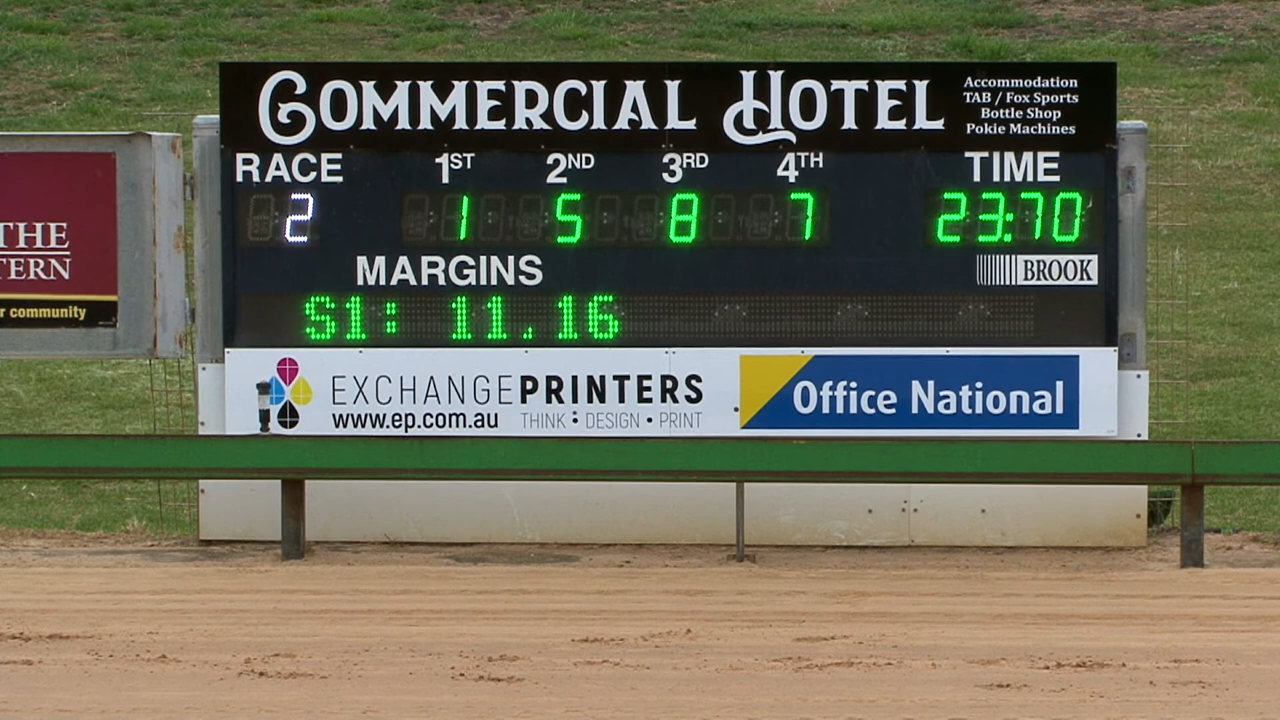 COMMERCIAL HOTEL
Accommodation
TAB / Fox Sports
Bottle Shop
Pokie Machines
RACE 1ST 2ND 3RD 4TH TIME
2 1 5 8 7 23:70
MARGINS
BROOK
S1: 11.16
THE
TERN
r community
EXCHANGEPRINTERS
www.ep.com.au THINK : DESIGN • PRINT
Office National